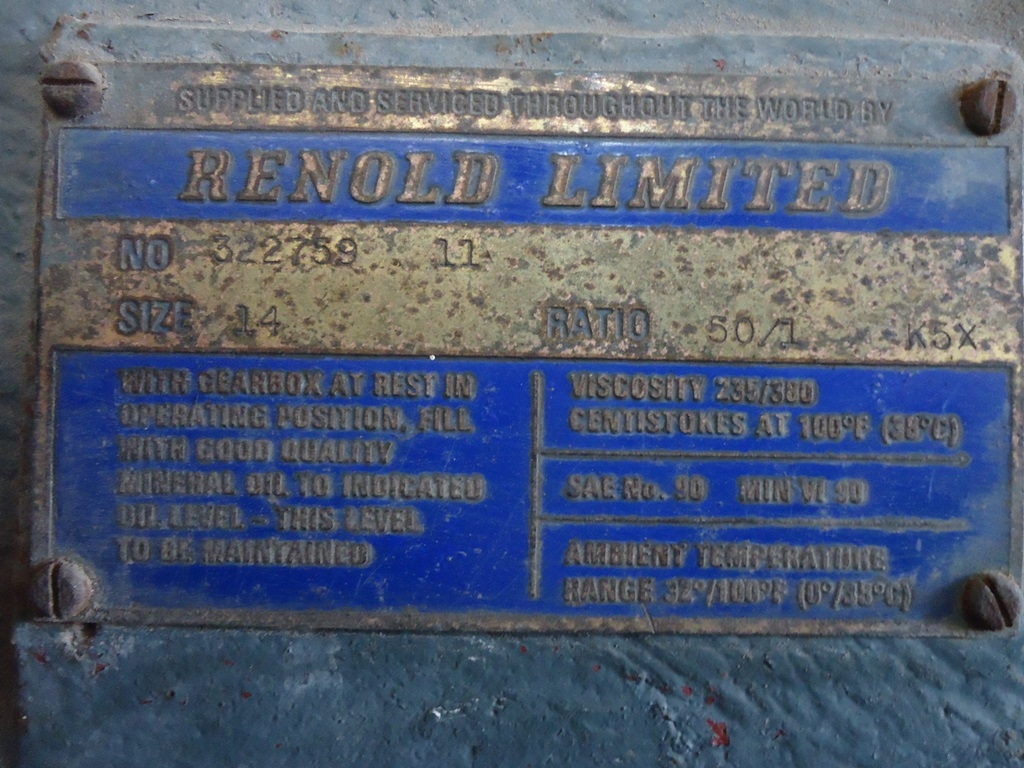 SUPPLIED AND SERVICED THROUGHOUT THE WORLD BY
RENOLD LIMITED
NO 322759 11
SIZE 14 RATIO 50/1 K5X
WITH GEARBOX AT REST IN
OPERATING POSITION, FILL
WITH GOOD QUALITY
MINERAL OIL TO INDICATED
OIL LEVEL - THIS LEVEL
TO BE MAINTAINED
VISCOSITY 235/380
CENTISTOKES AT 100°F (38°C)
SAE No. 90 MIN VI 90
AMBIENT TEMPERATURE
RANGE 32°/100°F (0°/38°C)